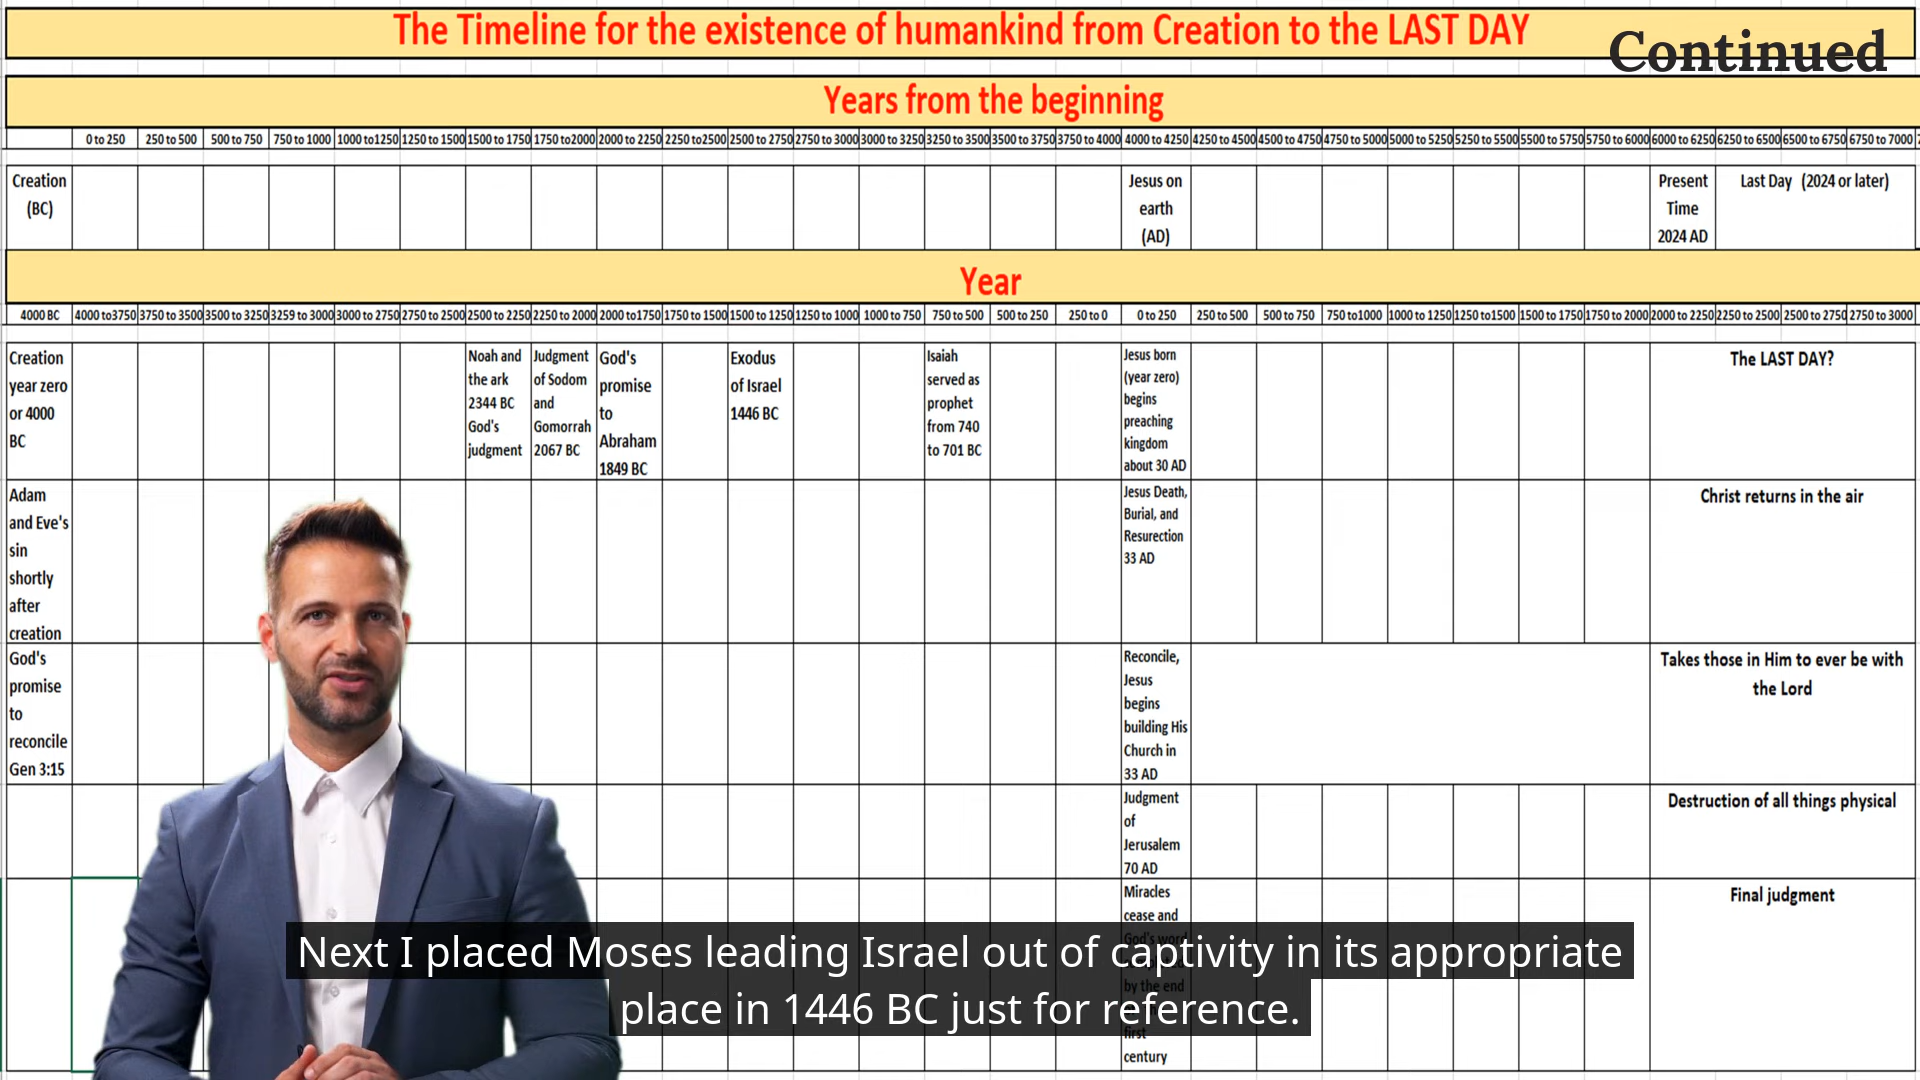 The Timeline for the existence of humankind from Creation to the LAST DAY
Continued
Years from the beginning
0 to 250 250 to 500 500 to 750 750 to 1000 1000 to1250 1250 to 1500 1500 to 1750 1750 to2000 2000 to 2250 2250 to2500 2500 to 2750 2750 to 3000 3000 to 3250 3250 to 3500 3500 to 3750 3750 to 4000 4000 to 4250 4250 to 4500 4500 to 4750 4750 to 5000 5000 to 5250 5250 to 5500 5500 to 5750 5750 to 6000 6000 to 6250 6250 to 6500 6500 to 6750 6750 to 7000
Creation
(BC)
Jesus on
earth
(AD)
Present
Time
2024 AD
Last Day (2024 or later)
Year
4000 BC 4000 to3750 3750 to 3500 3500 to 3250 3259 to 3000 3000 to 2750 2750 to 2500 2500 to 2250 2250 to 2000 2000 to1750 1750 to 1500 1500 to 1250 1250 to 1000 1000 to 750 750 to 500 500 to 250 250 to 0 0 to 250 250 to 500 500 to 750 750 to1000 1000 to 1250 1250 to1500 1500 to 1750 1750 to 2000 2000 to 2250 2250 to 2500 2500 to 2750 2750 to 3000
Creation
year zero
or 4000
BC
Noah and
the ark
2344 BC
God's
judgment
Judgment
of Sodom
and
Gomorrah
2067 BC
God's
promise
to
Abraham
1849 BC
Exodus
of Israel
1446 BC
Isaiah
served as
prophet
from 740
to 701 BC
Jesus born
(year zero)
begins
preaching
kingdom
about 30 AD
The LAST DAY?
Adam
and Eve's
sin
shortly
after
creation
Jesus Death,
Burial, and
Resurection
33 AD
Christ returns in the air
God's
promise
to
reconcile
Gen 3:15
Reconcile,
Jesus
begins
building His
Church in
33 AD
Takes those in Him to ever be with
the Lord
Judgment
of
Jerusalem
70 AD
Destruction of all things physical
Miracles
cease and
God's word
by the end
first
century
Final judgment
Next I placed Moses leading Israel out of captivity in its appropriate
place in 1446 BC just for reference.